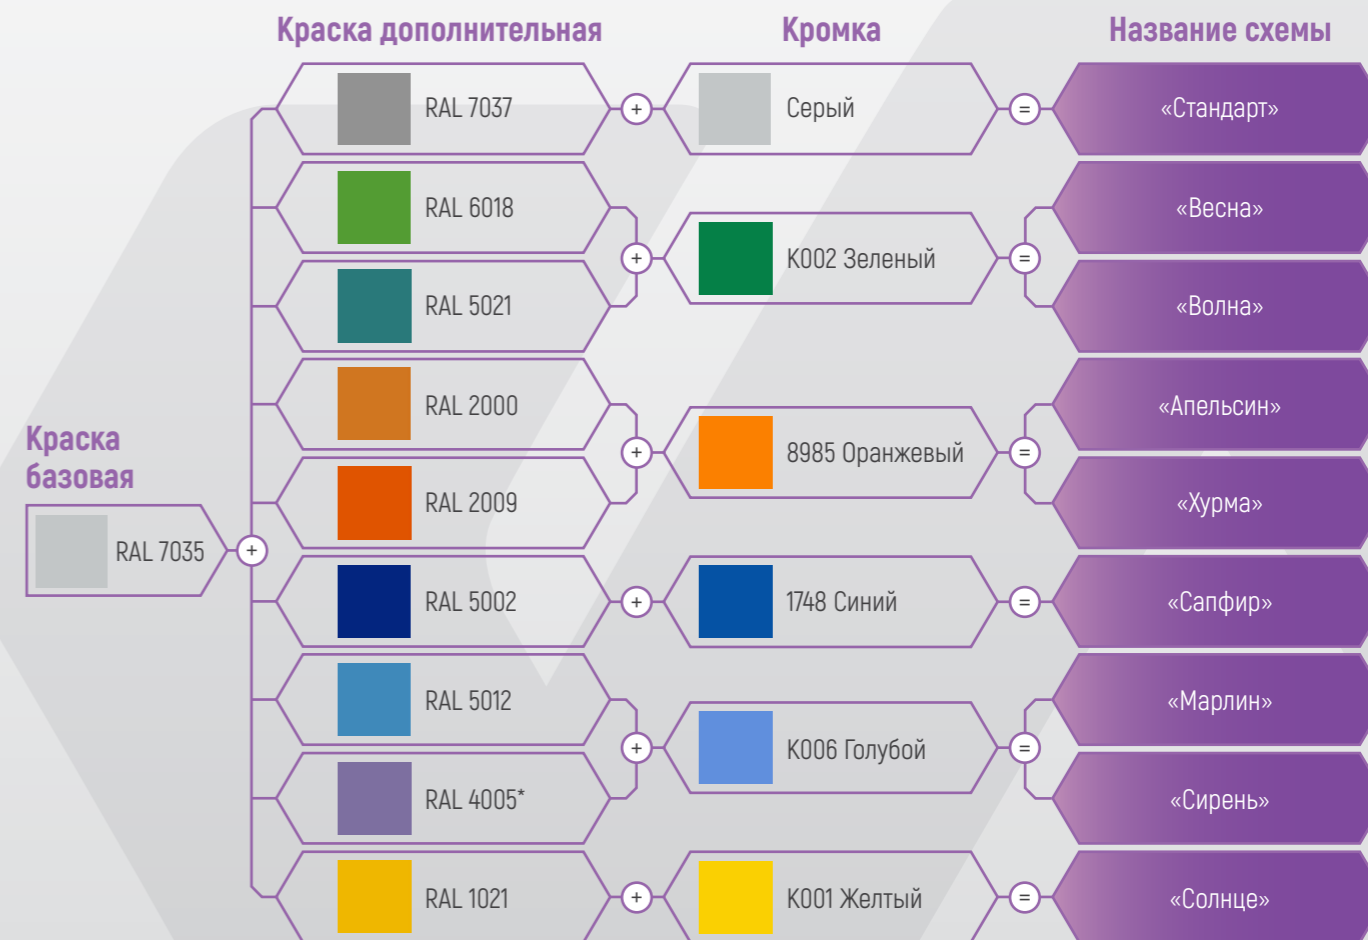 Краска дополнительная
Кромка
Название схемы
RAL 7037
+
Серый
=
«Стандарт»
RAL 6018
«Весна»
+
K002 Зеленый
=
RAL 5021
«Волна»
RAL 2000
«Апельсин»
Краска
базовая
+
8985 Оранжевый
=
RAL 2009
«Хурма»
RAL 7035
+
RAL 5002
+
1748 Синий
=
«Сапфир»
RAL 5012
«Марлин»
+
K006 Голубой
=
RAL 4005*
«Сирень»
RAL 1021
+
K001 Желтый
=
«Солнце»